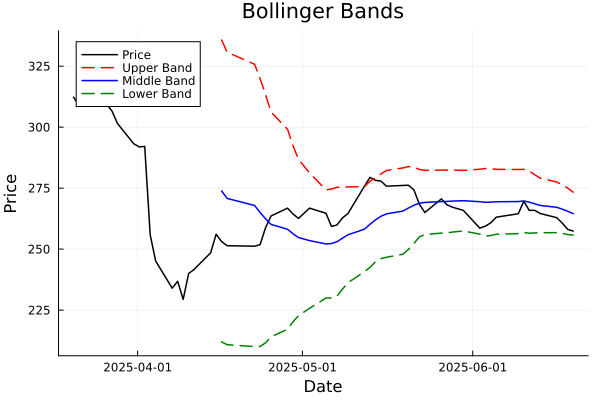 Bollinger Bands
Price
Upper Band
Middle Band
Lower Band
Price
325
300
275
250
225
2025-04-01
2025-05-01
2025-06-01
Date